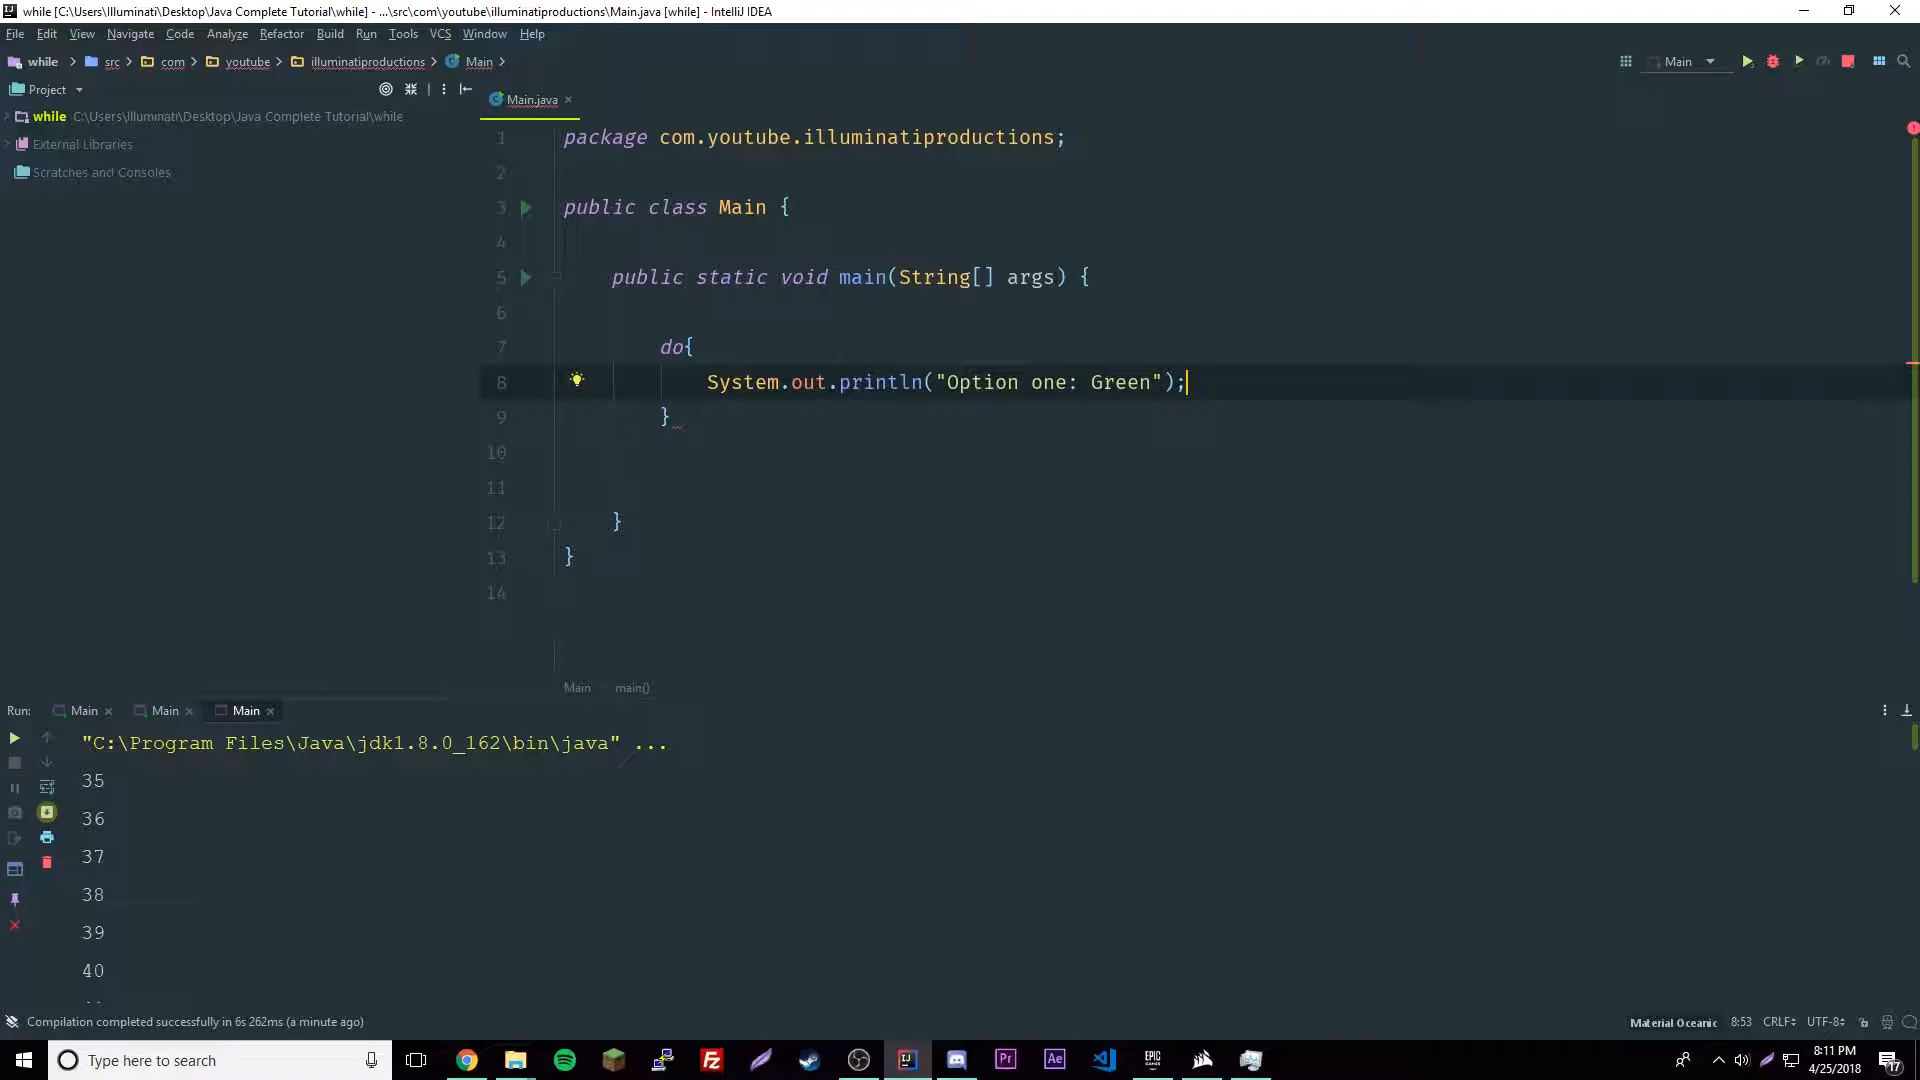 while [C:\Users\Illuminati\Desktop\Java Complete Tutorial\while] - ...\src\com\youtube\illuminatiproductions\Main.java [while] - IntelliJ IDEA
File Edit View Navigate Code Analyze Refactor Build Run Tools VCS Window Help
while src com youtube illuminatiproductions Main
Main
Project
Main.java
while C:\Users\Illuminati\Desktop\Java Complete Tutorial\while
External Libraries
Scratches and Consoles
1 package com.youtube.illuminatiproductions;
2
3 public class Main {
4
5 public static void main(String[] args) {
6
7 do{
8 System.out.println("Option one: Green");
9 }
10
11
12 }
13 }
14
Main main()
Run: Main Main Main
"C:\Program Files\Java\jdk1.8.0_162\bin\java" ...
35
36
37
38
39
40
Compilation completed successfully in 6s 262ms (a minute ago)
Material Oceanic 8:53 CRLF UTF-8
Type here to search
8:11 PM
4/25/2018
17